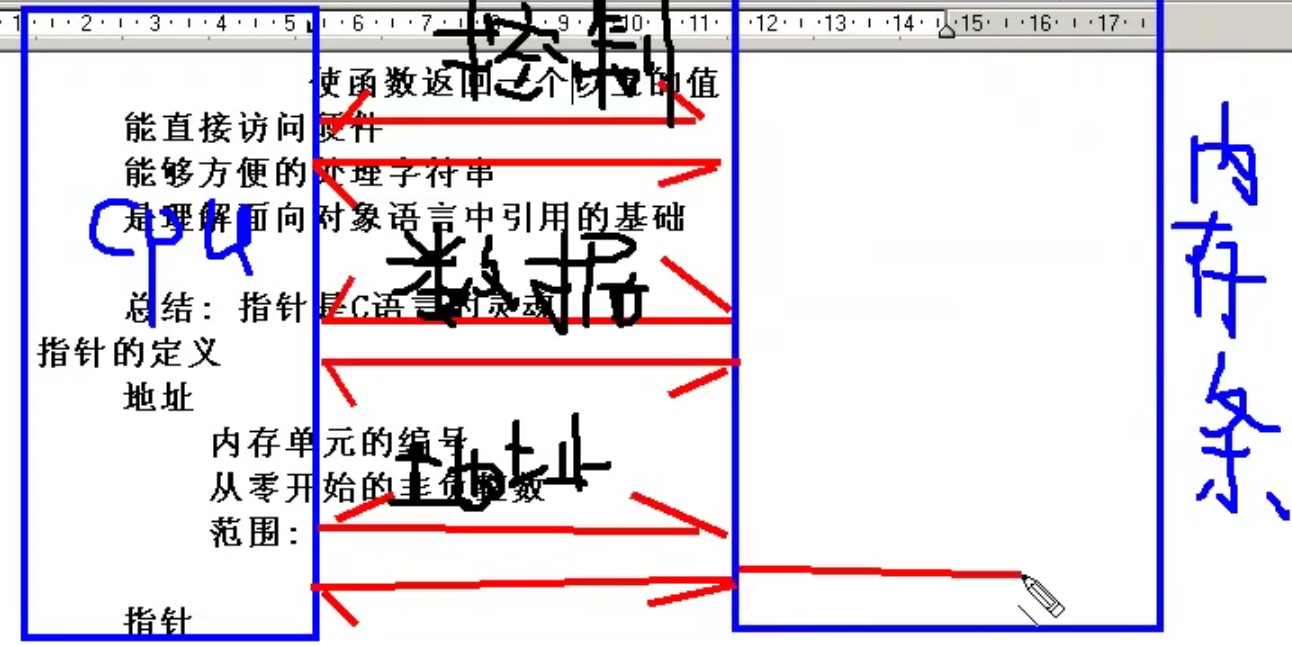 1 2 3 4 5 6 7 8 9 10 11 12 13 14 15 16 17
使函数返回一个以上的值
能直接访问硬件
能够方便的处理字符串
是理解面向对象语言中引用的基础
总结：指针是C语言的灵魂
指针的定义
地址
内存单元的编号
从零开始的非负整数
范围：
指针
控制
数据
地址
CPU
内存条